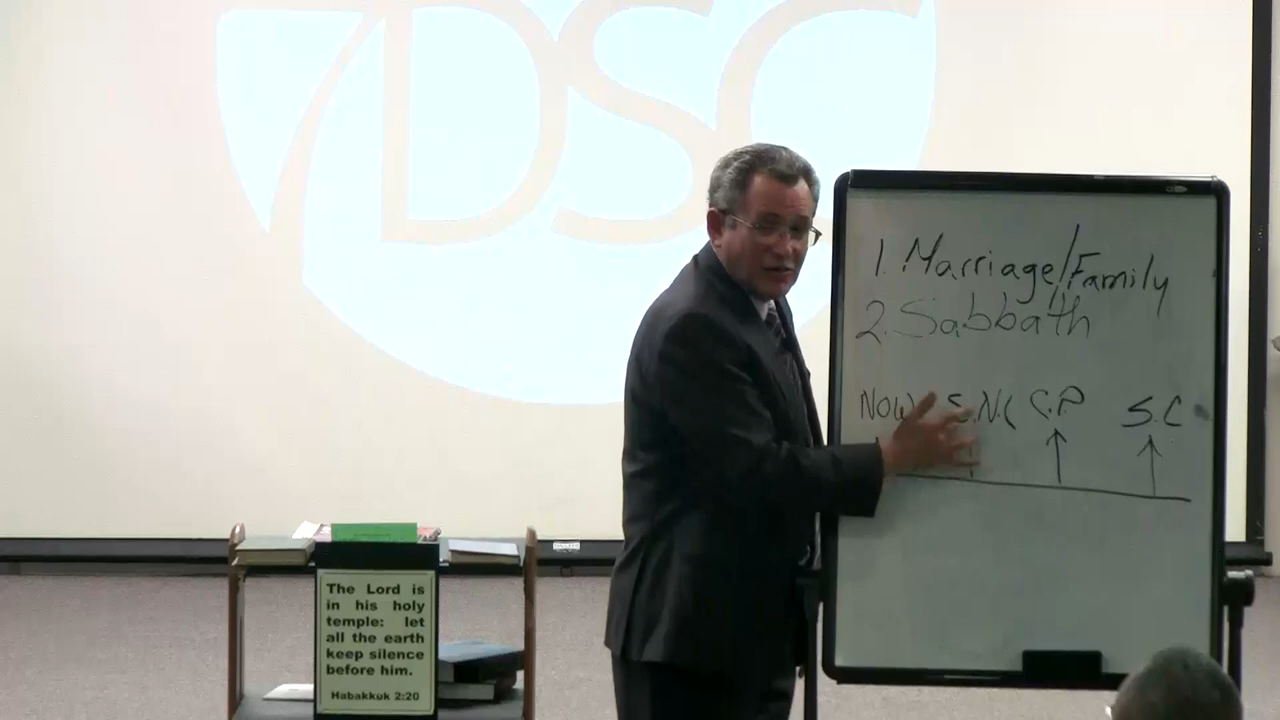 DSC
1. Marriage/Family
2. Sabbath
NOW S.N.C C.P S.C
The Lord is
in his holy
temple: let
all the earth
keep silence
before him.
Habakkuk 2:20